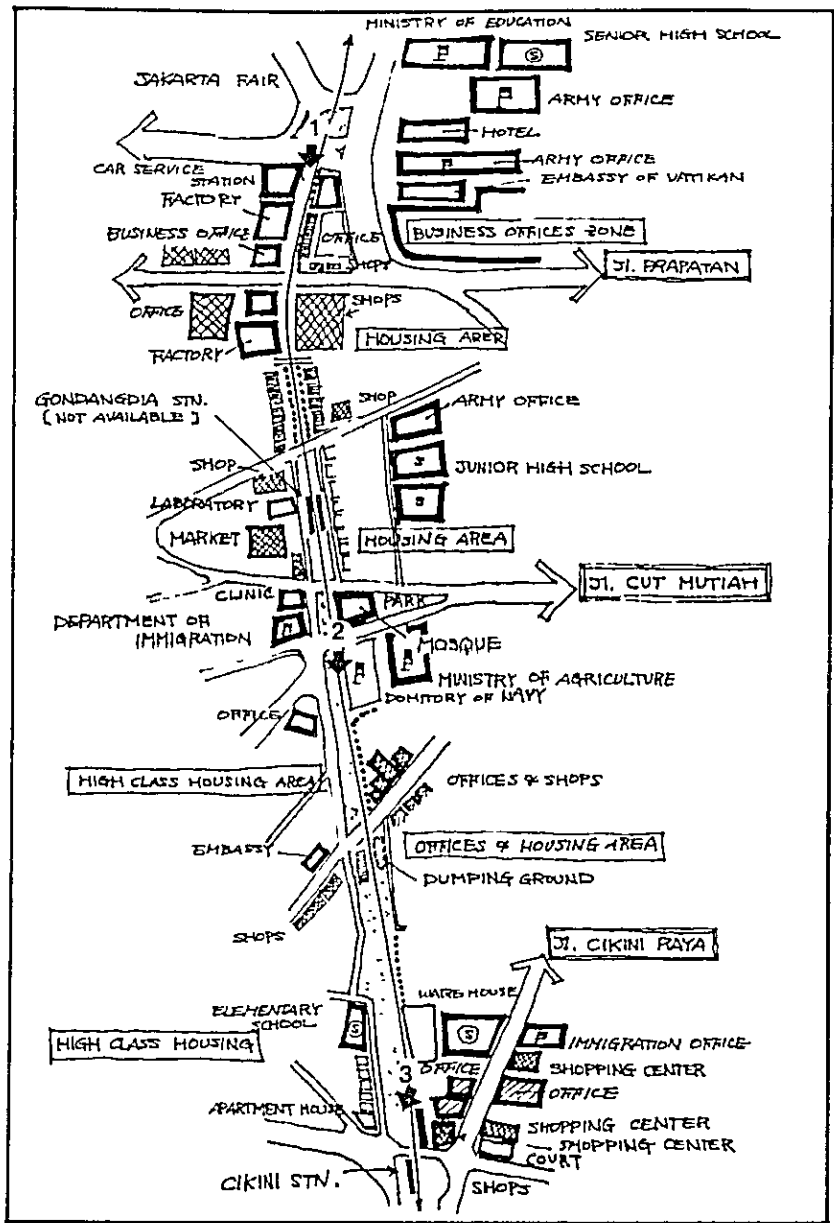 MINISTRY OF EDUCATION
SENIOR HIGH SCHOOL
JAKARTA FAIR
ARMY OFFICE
1
HOTEL
CAR SERVICE
STATION
ARMY OFFICE
EMBASSY OF VATIKAN
FACTORY
BUSINESS OFFICE
OFFICE
BUSINESS OFFICES ZONE
SHOPS
Jl. PRAPATAN
OFFICE
SHOPS
FACTORY
HOUSING AREA
GONDANGDIA STN.
[NOT AVAILABLE]
SHOP
ARMY OFFICE
SHOP
JUNIOR HIGH SCHOOL
LABORATORY
MARKET
HOUSING AREA
Jl. CUT MUTIAH
CLINIC
PARK
DEPARTMENT OF
IMMIGRATION
2
MOSQUE
MINISTRY OF AGRICULTURE
DOMITORY OF NAVY
OFFICE
HIGH CLASS HOUSING AREA
OFFICES & SHOPS
EMBASSY
OFFICES & HOUSING AREA
DUMPING GROUND
SHOPS
Jl. CIKINI RAYA
WARE HOUSE
ELEMENTARY
SCHOOL
S
S
HIGH CLASS HOUSING
IMMIGRATION OFFICE
3
OFFICE
SHOPPING CENTER
OFFICE
APARTMENT HOUSE
SHOPPING CENTER
SHOPPING CENTER
COURT
CIKINI STN.
SHOPS